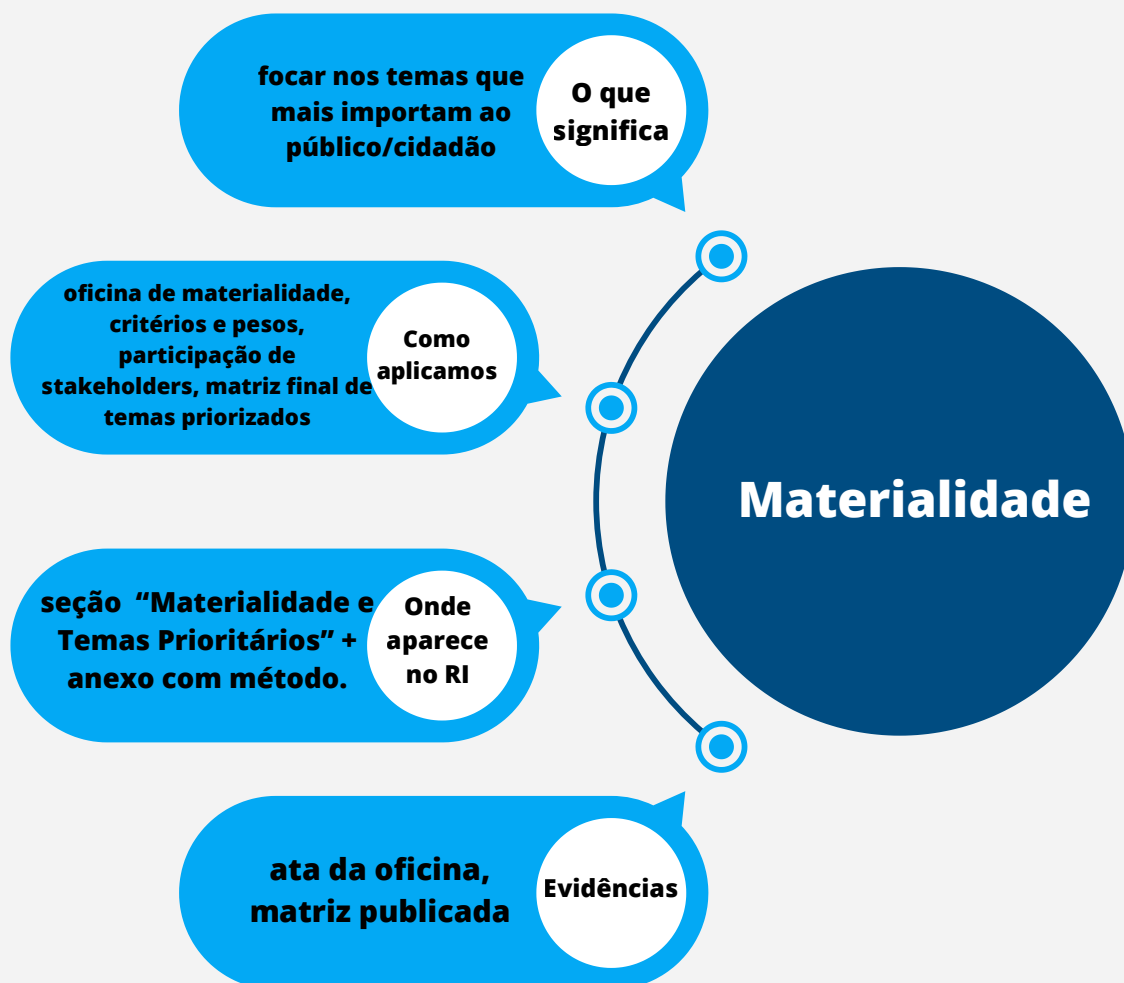 focar nos temas que
mais importam ao
público/cidadão
O que
significa
oficina de materialidade,
critérios e pesos,
participação de
stakeholders, matriz final de
temas priorizados
Como
aplicamos
Materialidade
seção “Materialidade e
Temas Prioritários” +
anexo com método.
Onde
aparece
no RI
ata da oficina,
matriz publicada
Evidências